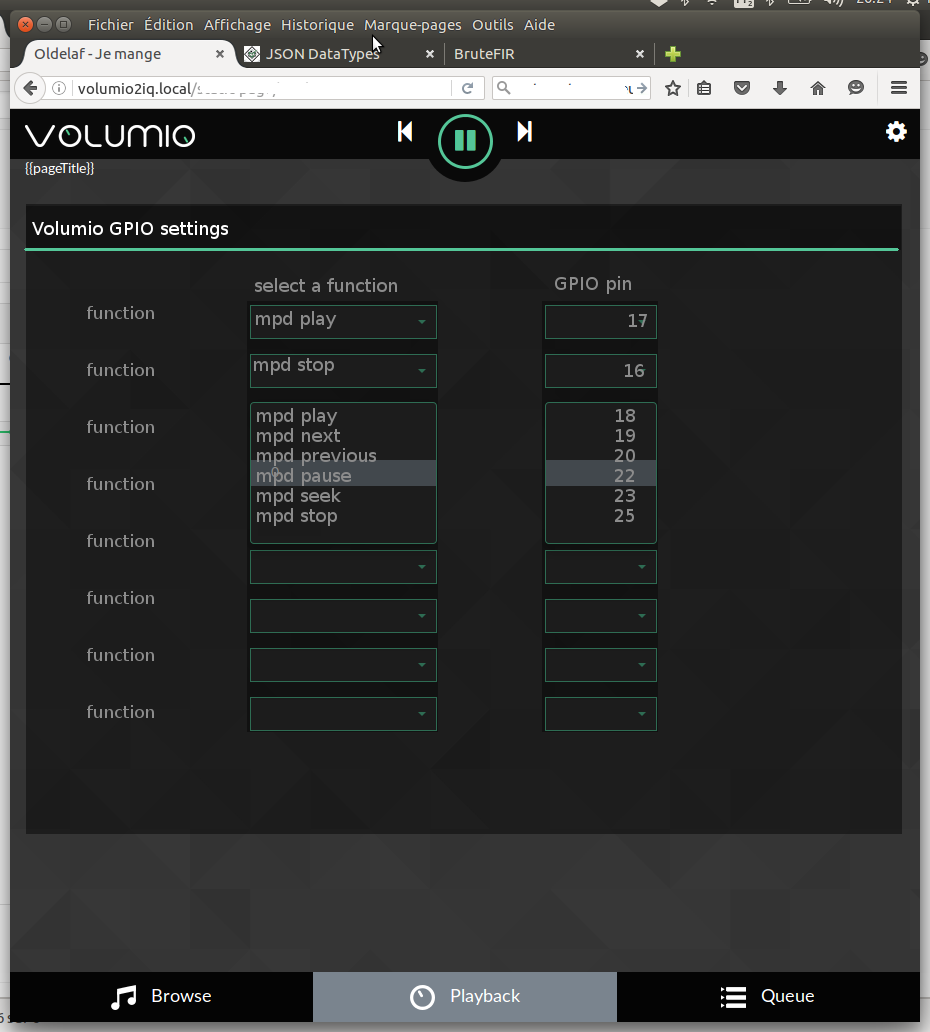 20:24
Fichier Édition Affichage Historique Marque-pages Outils Aide
Oldelaf - Je mange
JSON DataTypes
BruteFIR
volumio2iq.local/
VOLUMIO
{{pageTitle}}
Volumio GPIO settings
select a function GPIO pin
function mpd play 17
function mpd stop 16
function
function
function
function
function
function
mpd play 18
mpd next 19
mpd previous 20
mpd pause 22
mpd seek 23
mpd stop 25
Browse Playback Queue